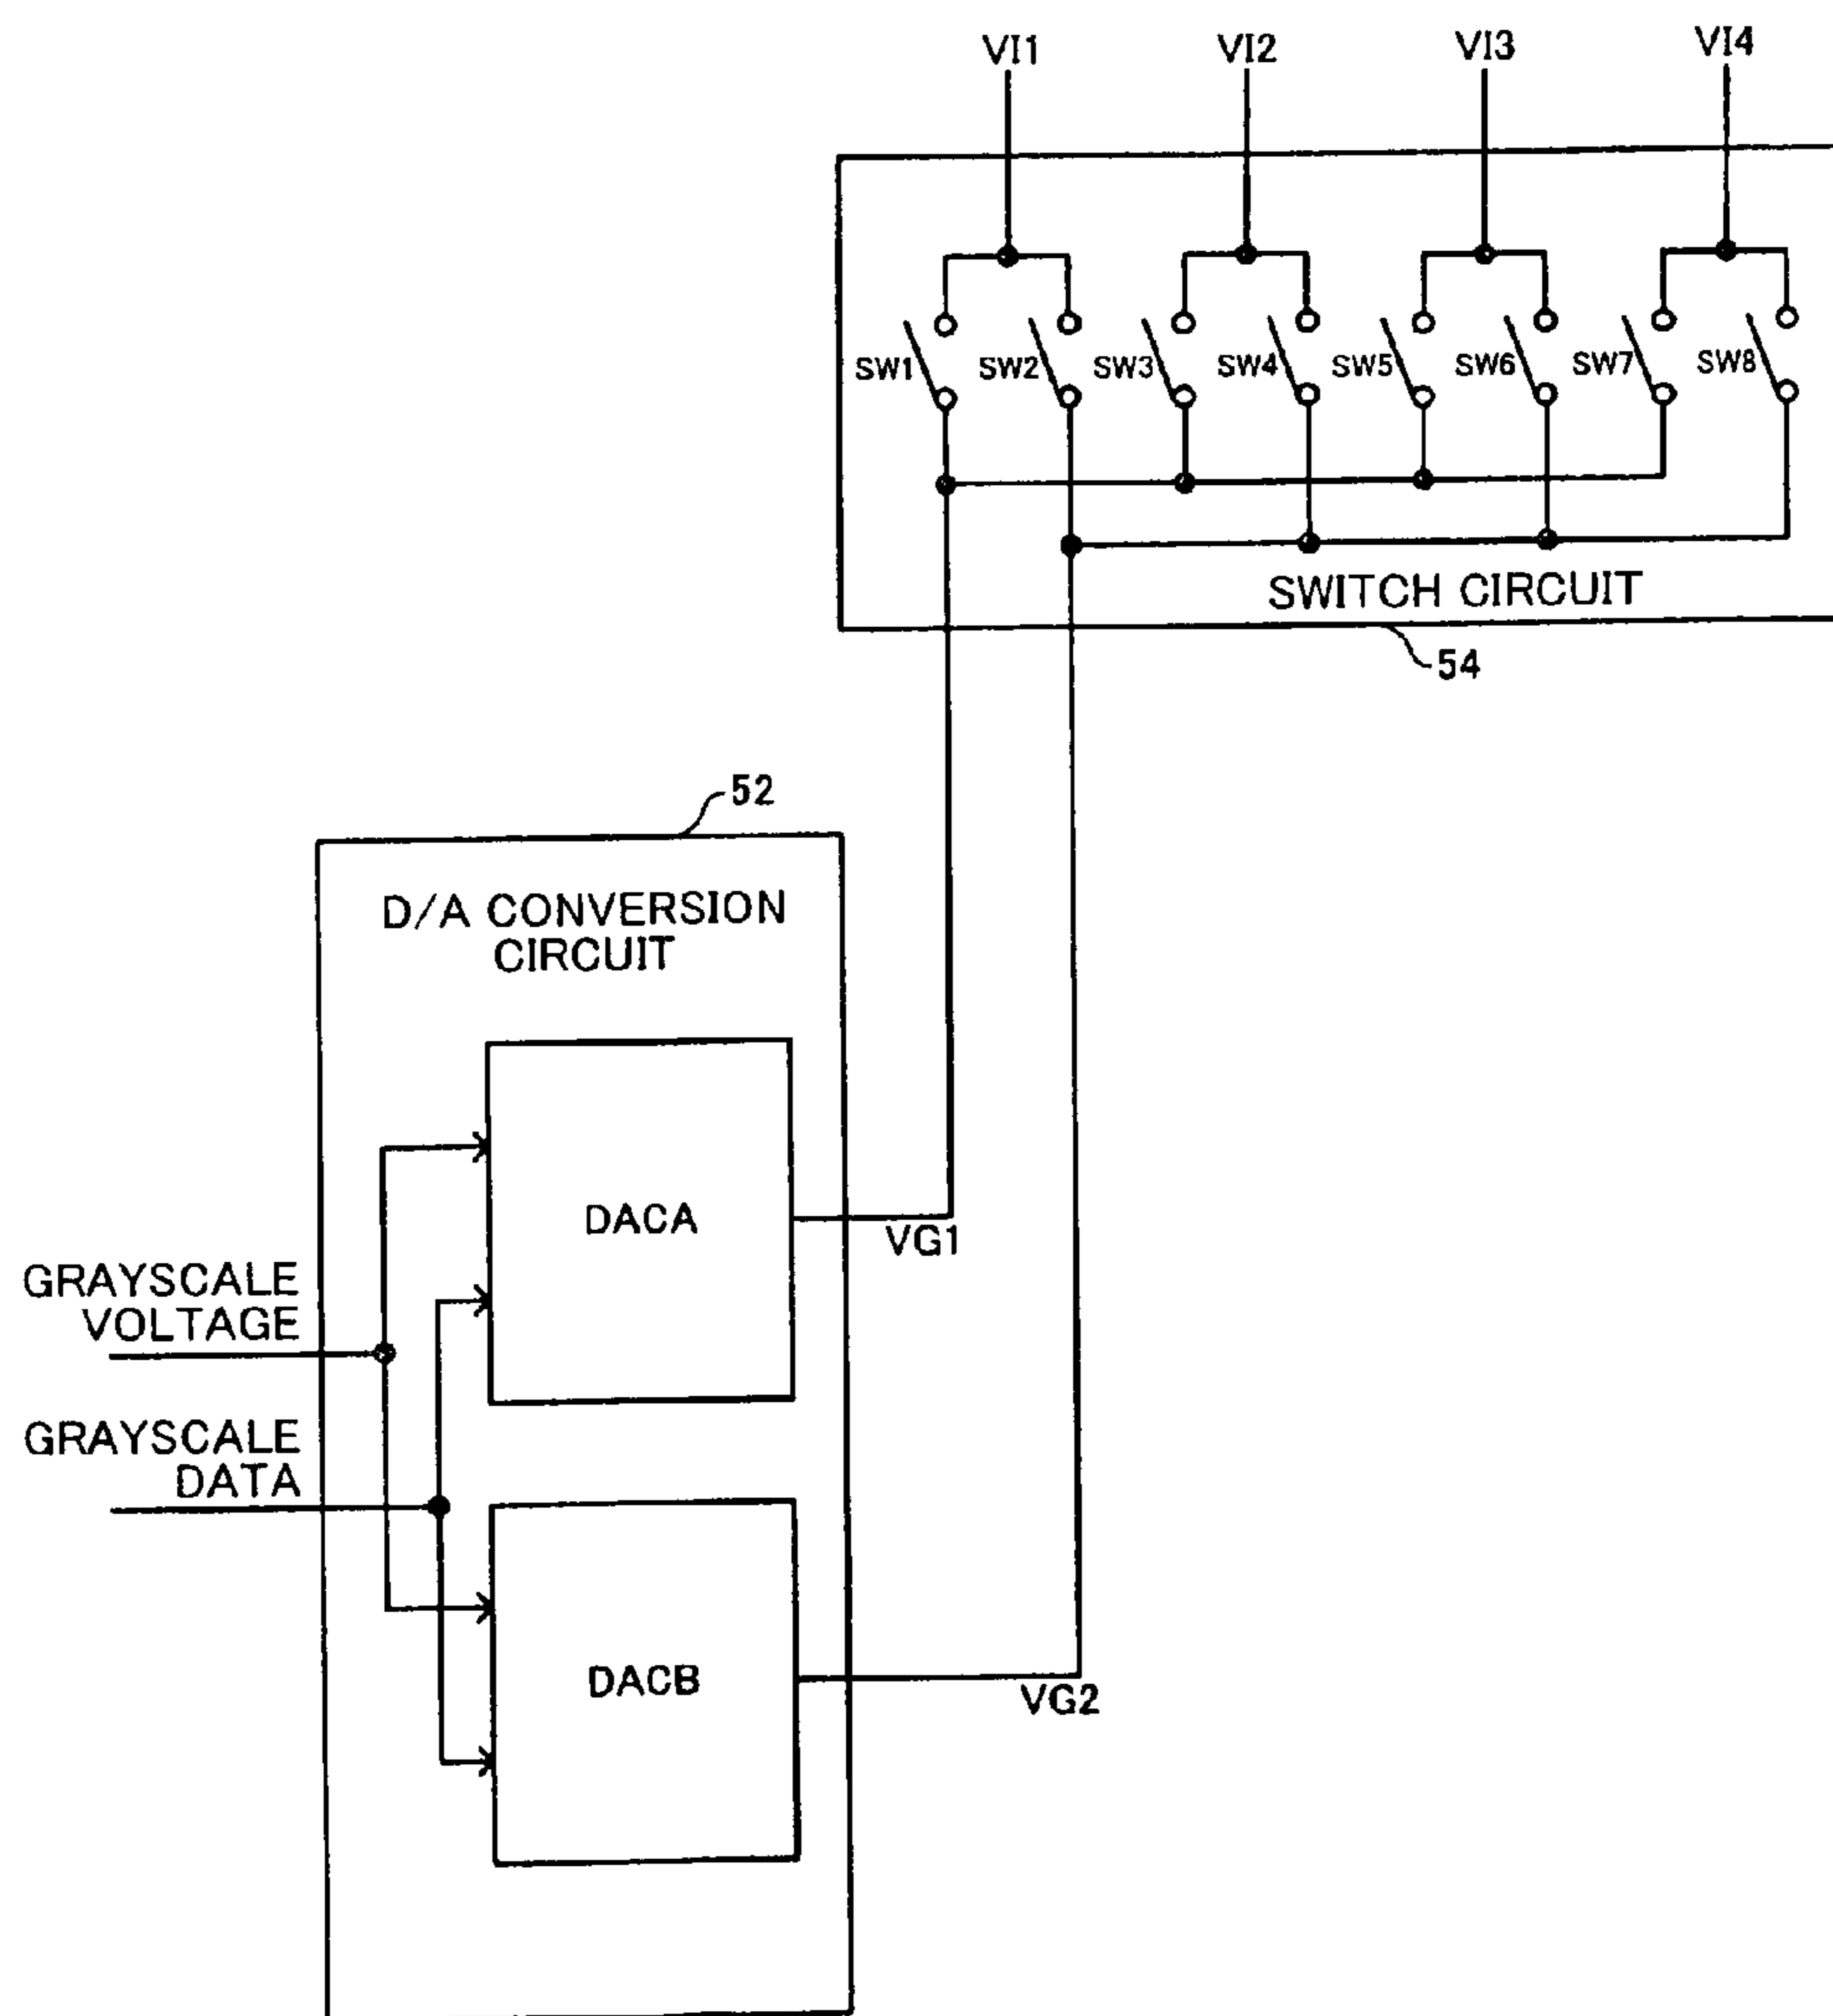 VI1 VI2 VI3 VI4
SW1 SW2 SW3 SW4 SW5 SW6 SW7 SW8
SWITCH CIRCUIT
54
52
D/A CONVERSION
CIRCUIT
DACA
VG1
GRAYSCALE
VOLTAGE
GRAYSCALE
DATA
DACB
VG2